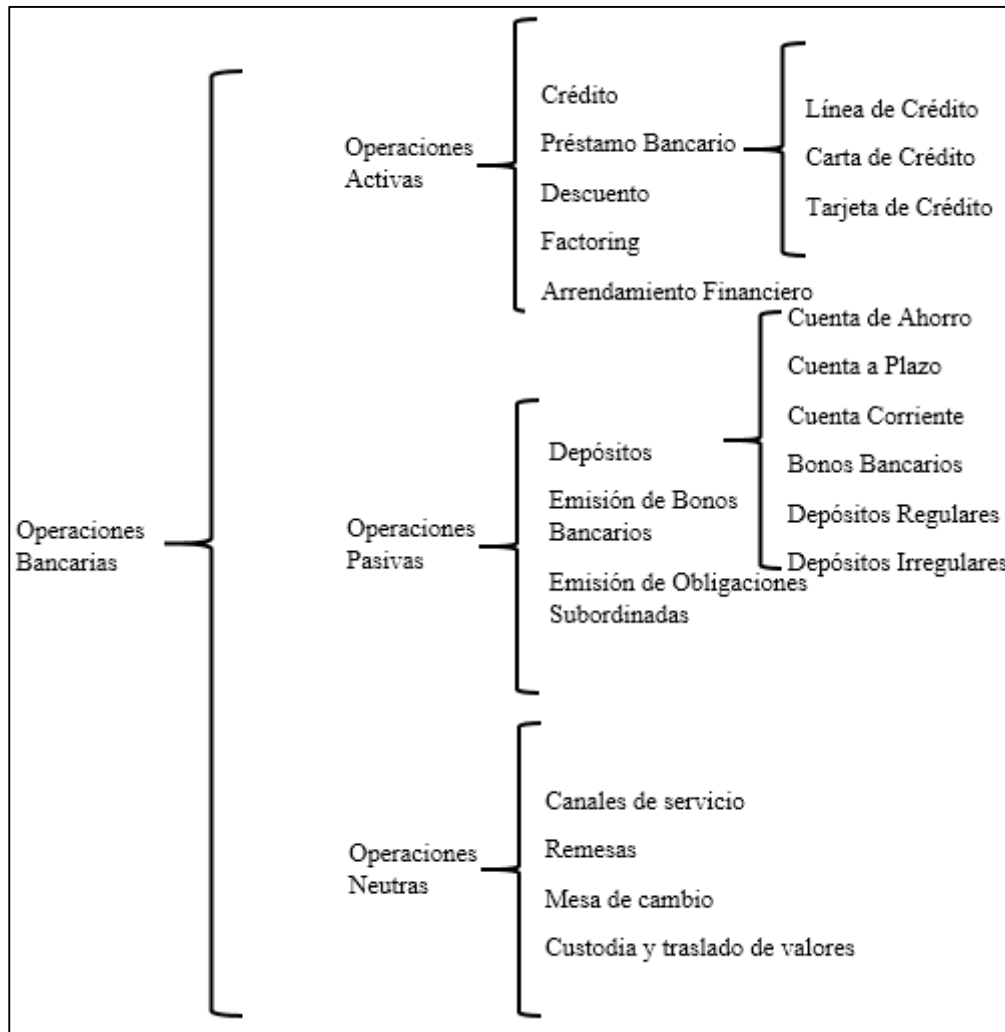 Operaciones
Bancarias
Operaciones
Activas
Crédito
Préstamo Bancario
Descuento
Factoring
Arrendamiento Financiero
Línea de Crédito
Carta de Crédito
Tarjeta de Crédito
Operaciones
Pasivas
Depósitos
Emisión de Bonos
Bancarios
Emisión de Obligaciones
Subordinadas
Cuenta de Ahorro
Cuenta a Plazo
Cuenta Corriente
Bonos Bancarios
Depósitos Regulares
Depósitos Irregulares
Operaciones
Neutras
Canales de servicio
Remesas
Mesa de cambio
Custodia y traslado de valores